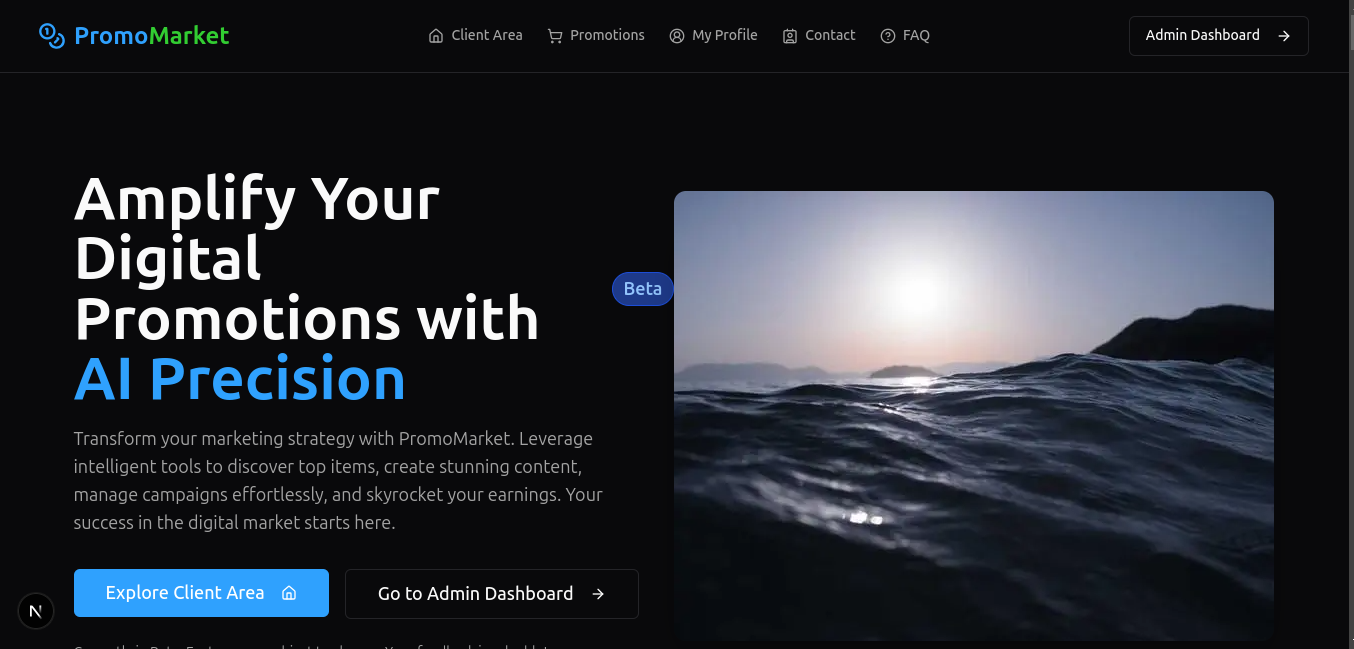 PromoMarket
Client Area
Promotions
My Profile
Contact
FAQ
Admin Dashboard
Amplify Your
Digital
Promotions with
AI Precision
Beta
Transform your marketing strategy with PromoMarket. Leverage
intelligent tools to discover top items, create stunning content,
manage campaigns effortlessly, and skyrocket your earnings. Your
success in the digital market starts here.
Explore Client Area
Go to Admin Dashboard
N